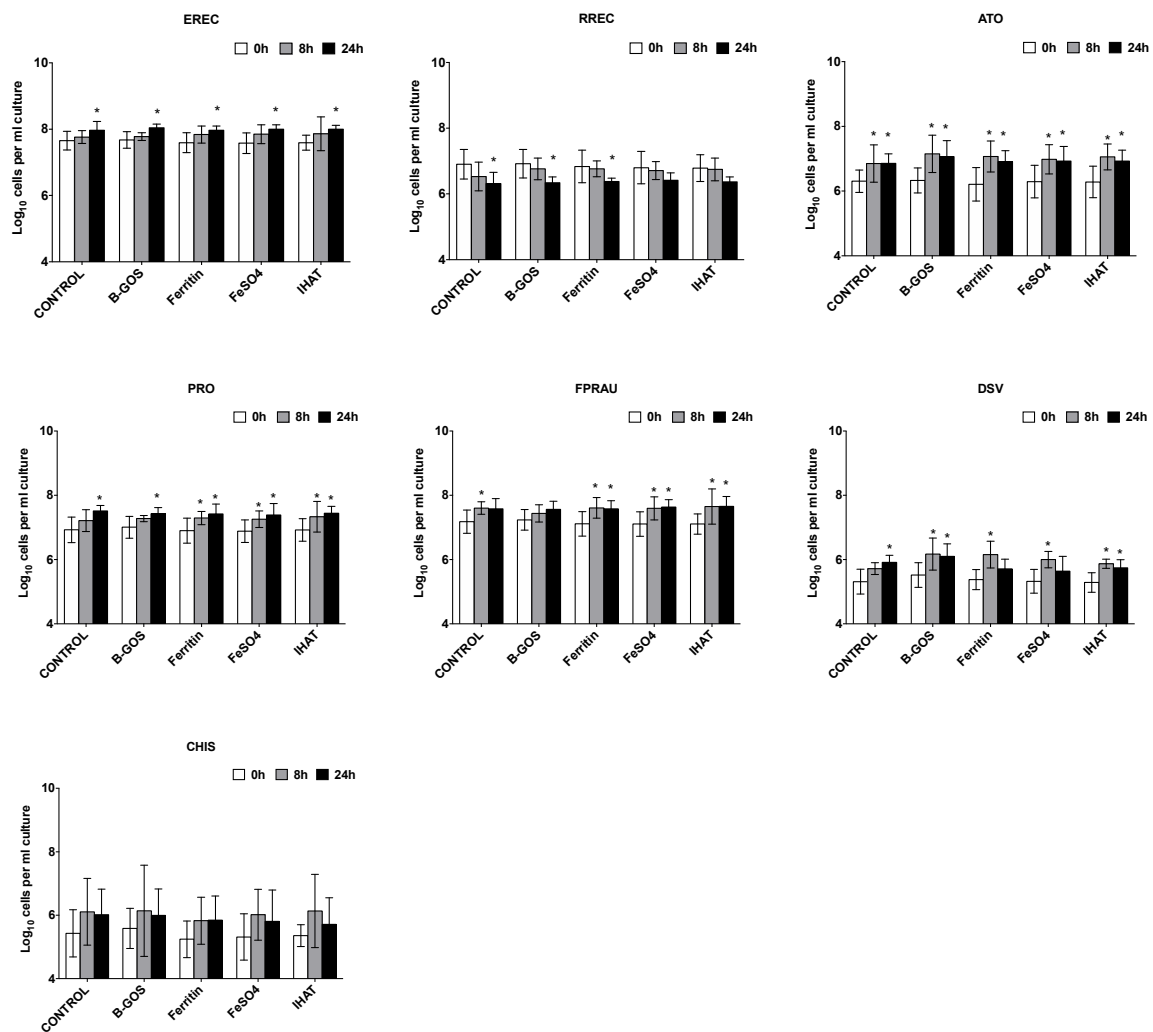 EREC
0h 8h 24h
Log10 cells per ml culture
10
8
6
4
CONTROL
B-GOS
Ferritin
FeSO4
IHAT
RREC
0h 8h 24h
Log10 cells per ml culture
10
8
6
4
CONTROL
B-GOS
Ferritin
FeSO4
IHAT
ATO
0h 8h 24h
Log10 cells per ml culture
10
8
6
4
CONTROL
B-GOS
Ferritin
FeSO4
IHAT
PRO
0h 8h 24h
Log10 cells per ml culture
10
8
6
4
CONTROL
B-GOS
Ferritin
FeSO4
IHAT
FPRAU
0h 8h 24h
Log10 cells per ml culture
10
8
6
4
CONTROL
B-GOS
Ferritin
FeSO4
IHAT
DSV
0h 8h 24h
Log10 cells per ml culture
10
8
6
4
CONTROL
B-GOS
Ferritin
FeSO4
IHAT
CHIS
0h 8h 24h
Log10 cells per ml culture
10
8
6
4
CONTROL
B-GOS
Ferritin
FeSO4
IHAT